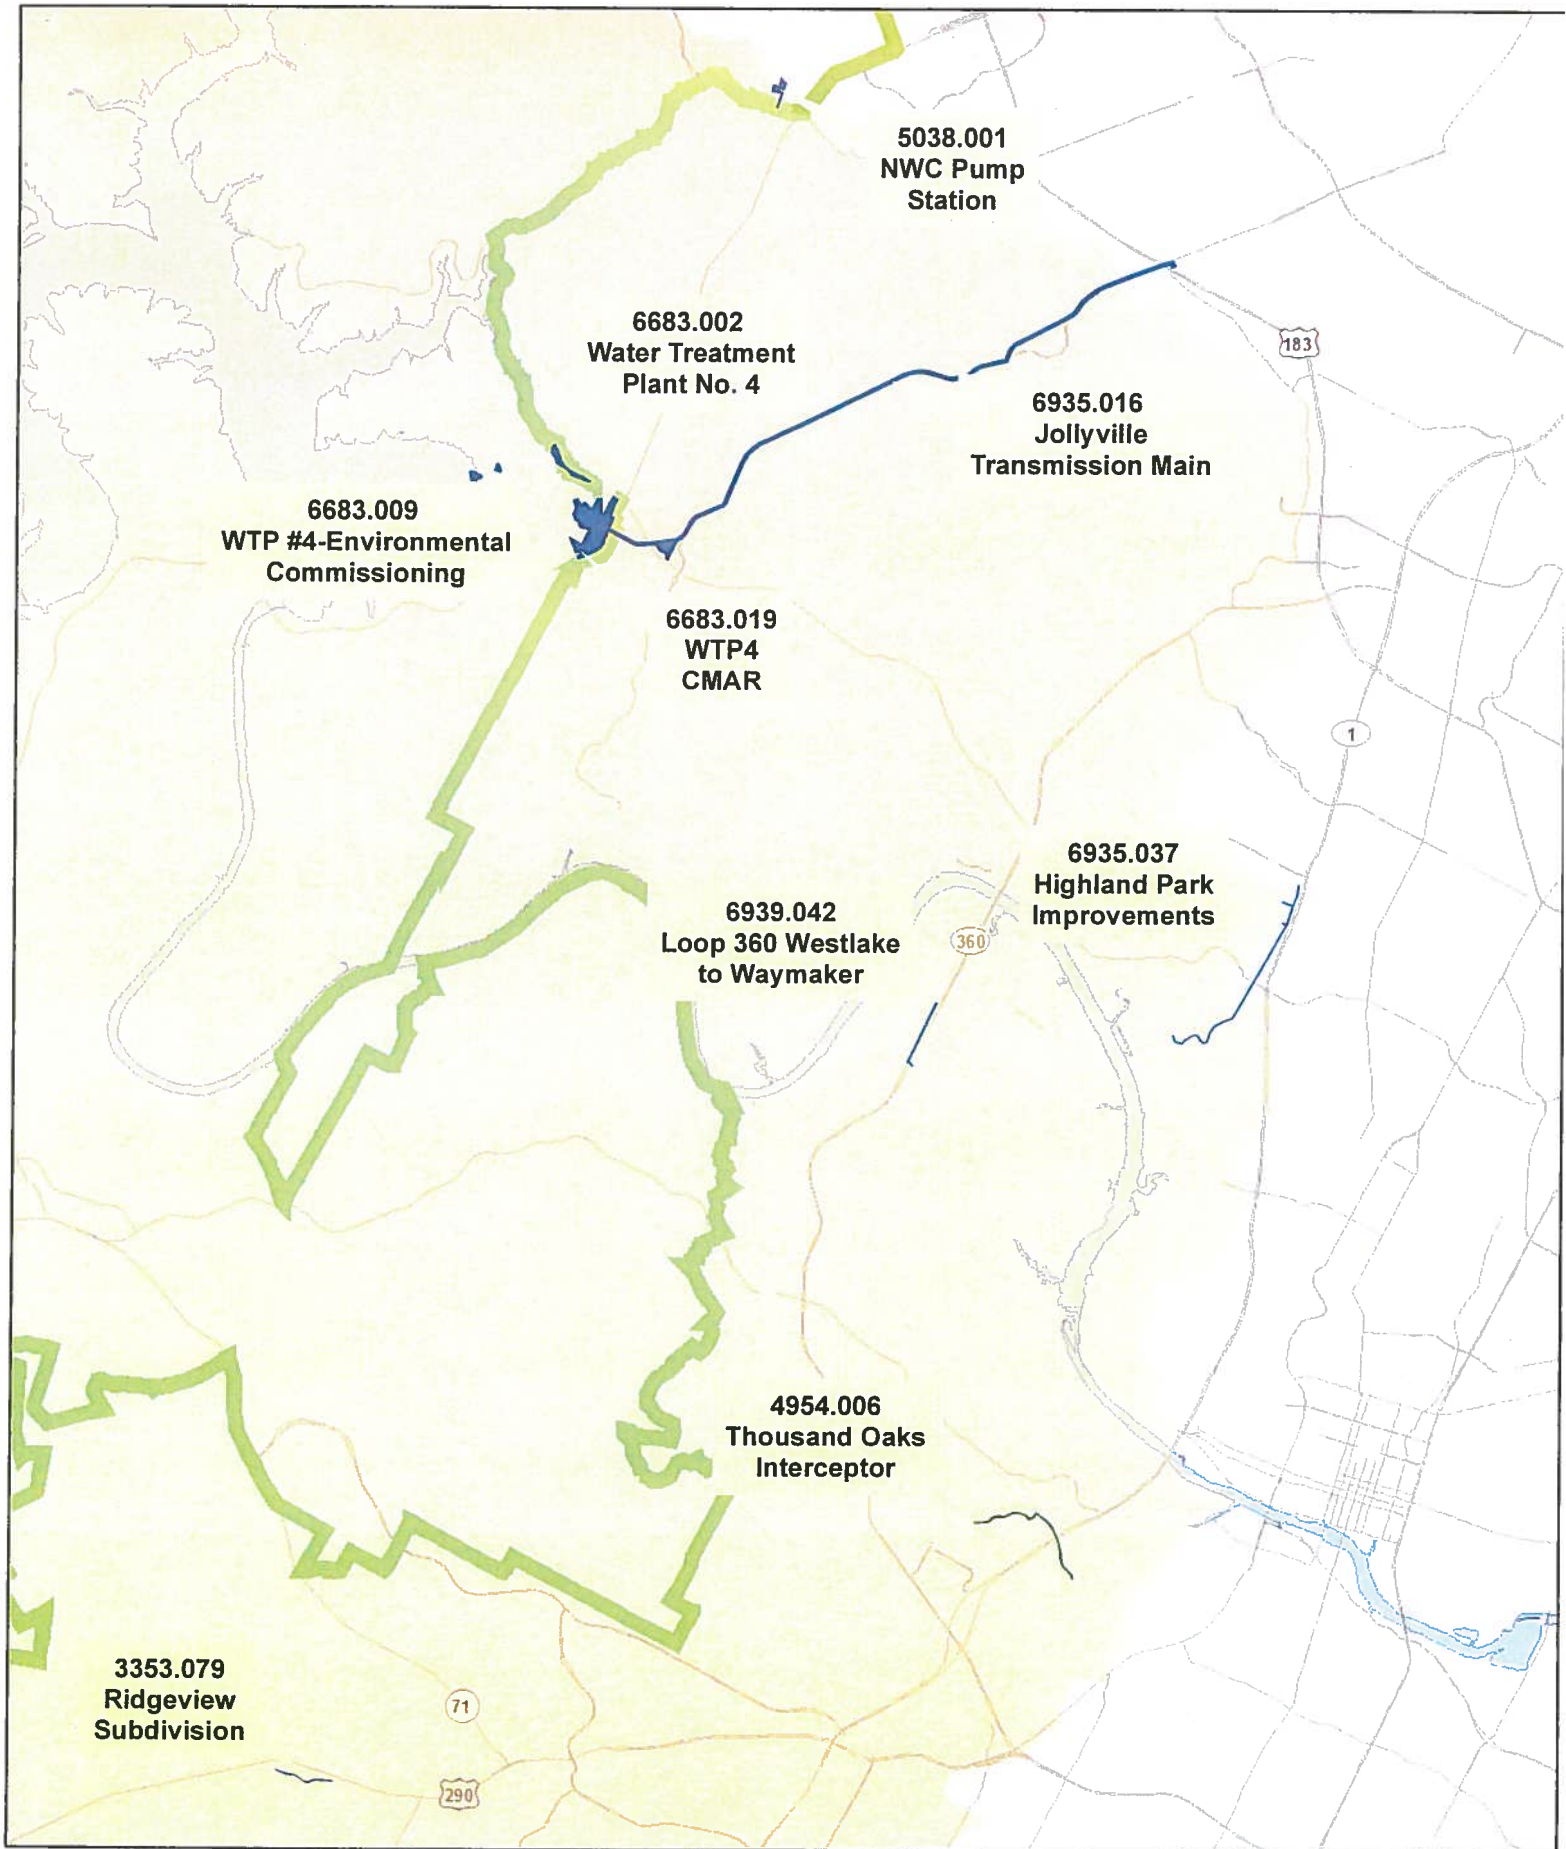 5038.001
NWC Pump
Station
6683.002
Water Treatment
Plant No. 4
183
6935.016
Jollyville
Transmission Main
6683.009
WTP #4-Environmental
Commissioning
6683.019
WTP4
CMAR
1
6935.037
Highland Park
Improvements
6939.042
Loop 360 Westlake
to Waymaker
360
4954.006
Thousand Oaks
Interceptor
3353.079
Ridgeview
Subdivision
71
290